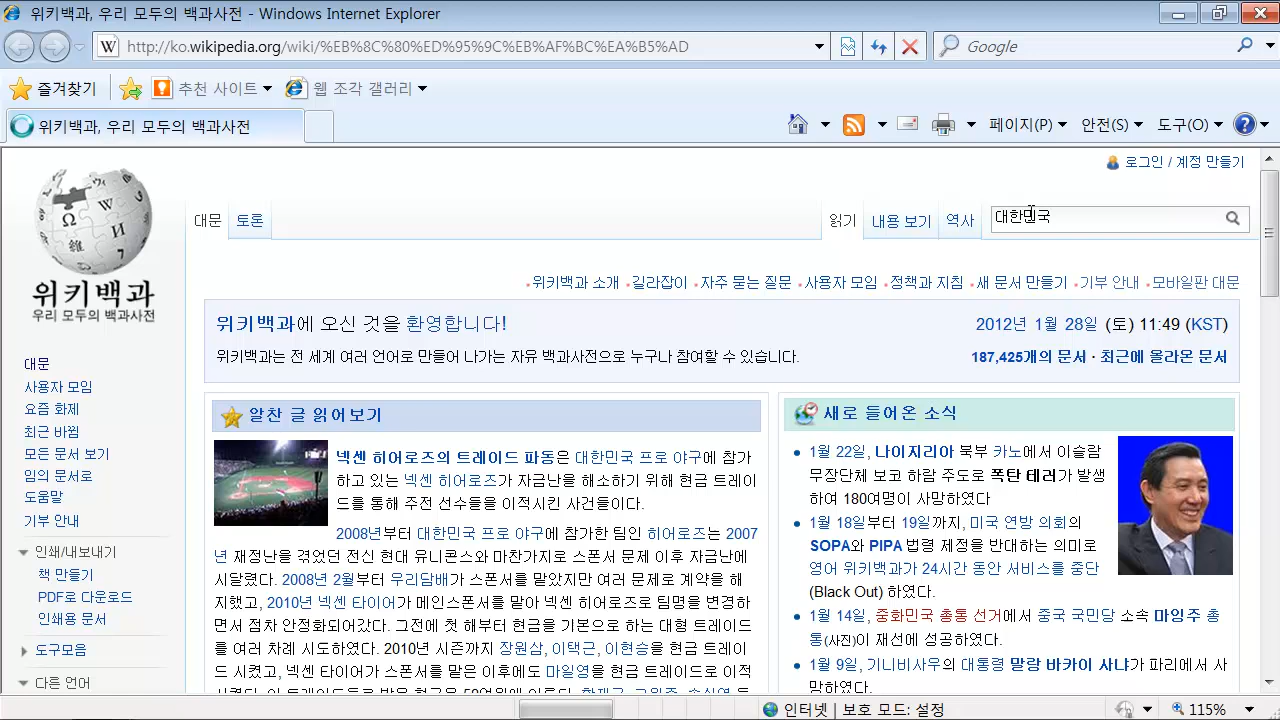 위키백과, 우리 모두의 백과사전 - Windows Internet Explorer
http://ko.wikipedia.org/wiki/%EB%8C%80%ED%95%9C%EB%AF%BC%EA%B5%AD
Google
즐겨찾기 추천 사이트 웹 조각 갤러리
위키백과, 우리 모두의 백과사전
페이지(P) 안전(S) 도구(O)
로그인 / 계정 만들기
대문 토론 읽기 내용 보기 역사 대한민국
위키백과
우리 모두의 백과사전
대문
사용자 모임
요즘 화제
최근 바뀜
모든 문서 보기
임의 문서로
도움말
기부 안내
인쇄/내보내기
책 만들기
PDF로 다운로드
인쇄용 문서
도구모음
다른 언어
위키백과 소개 길라잡이 자주 묻는 질문 사용자 모임 정책과 지침 새 문서 만들기 기부 안내 모바일판 대문
위키백과에 오신 것을 환영합니다!
위키백과는 전 세계 여러 언어로 만들어 나가는 자유 백과사전으로 누구나 참여할 수 있습니다.
2012년 1월 28일 (토) 11:49 (KST)
187,425개의 문서 · 최근에 올라온 문서
알찬 글 읽어보기
넥센 히어로즈의 트레이드 파동은 대한민국 프로 야구에 참가
하고 있는 넥센 히어로즈가 자금난을 해소하기 위해 현금 트레이
드를 통해 주전 선수들을 이적시킨 사건들이다.
2008년부터 대한민국 프로 야구에 참가한 팀인 히어로즈는 2007
년 재정난을 겪었던 전신 현대 유니콘스와 마찬가지로 스폰서 문제 이후 자금난에
시달렸다. 2008년 2월부터 우리담배가 스폰서를 맡았지만 여러 문제로 계약을 해
지했고, 2010년 넥센 타이어가 메인스폰서를 맡아 넥센 히어로즈로 팀명을 변경하
면서 점차 안정화되어갔다. 그전에 첫 해부터 현금을 기본으로 하는 대형 트레이드
를 여러 차례 시도하였다. 2010년 시즌까지 장원삼, 이택근, 이현승을 현금 트레이
드 시켰고, 넥센 타이어가 스폰서를 맡은 이후에도 마일영을 현금 트레이드로 이적
새로 들어온 소식
1월 22일, 나이지리아 북부 카노에서 이슬람
무장단체 보코 하람 주도로 폭탄 테러가 발생
하여 180여명이 사망하였다
1월 18일부터 19일까지, 미국 연방 의회의
SOPA와 PIPA 법령 제정을 반대하는 의미로
영어 위키백과가 24시간 동안 서비스를 중단
(Black Out) 하였다.
1월 14일, 중화민국 총통 선거에서 중국 국민당 소속 마잉주 총
통(사진)이 재선에 성공하였다.
1월 9일, 기니비사우의 대통령 말람 바카이 사냐가 파리에서 사
망하였다.
인터넷 | 보호 모드: 설정
115%